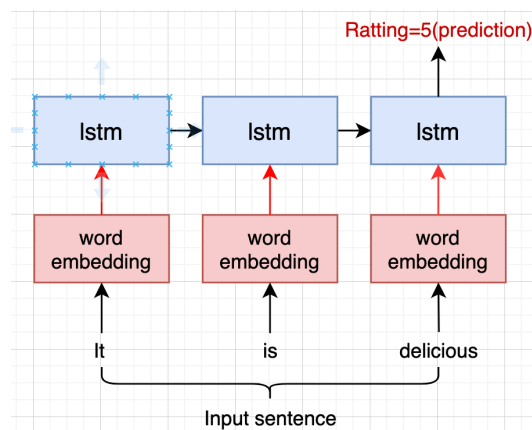 Ratting=5(prediction)
lstm lstm lstm
word embedding
word embedding
word embedding
It is delicious
Input sentence